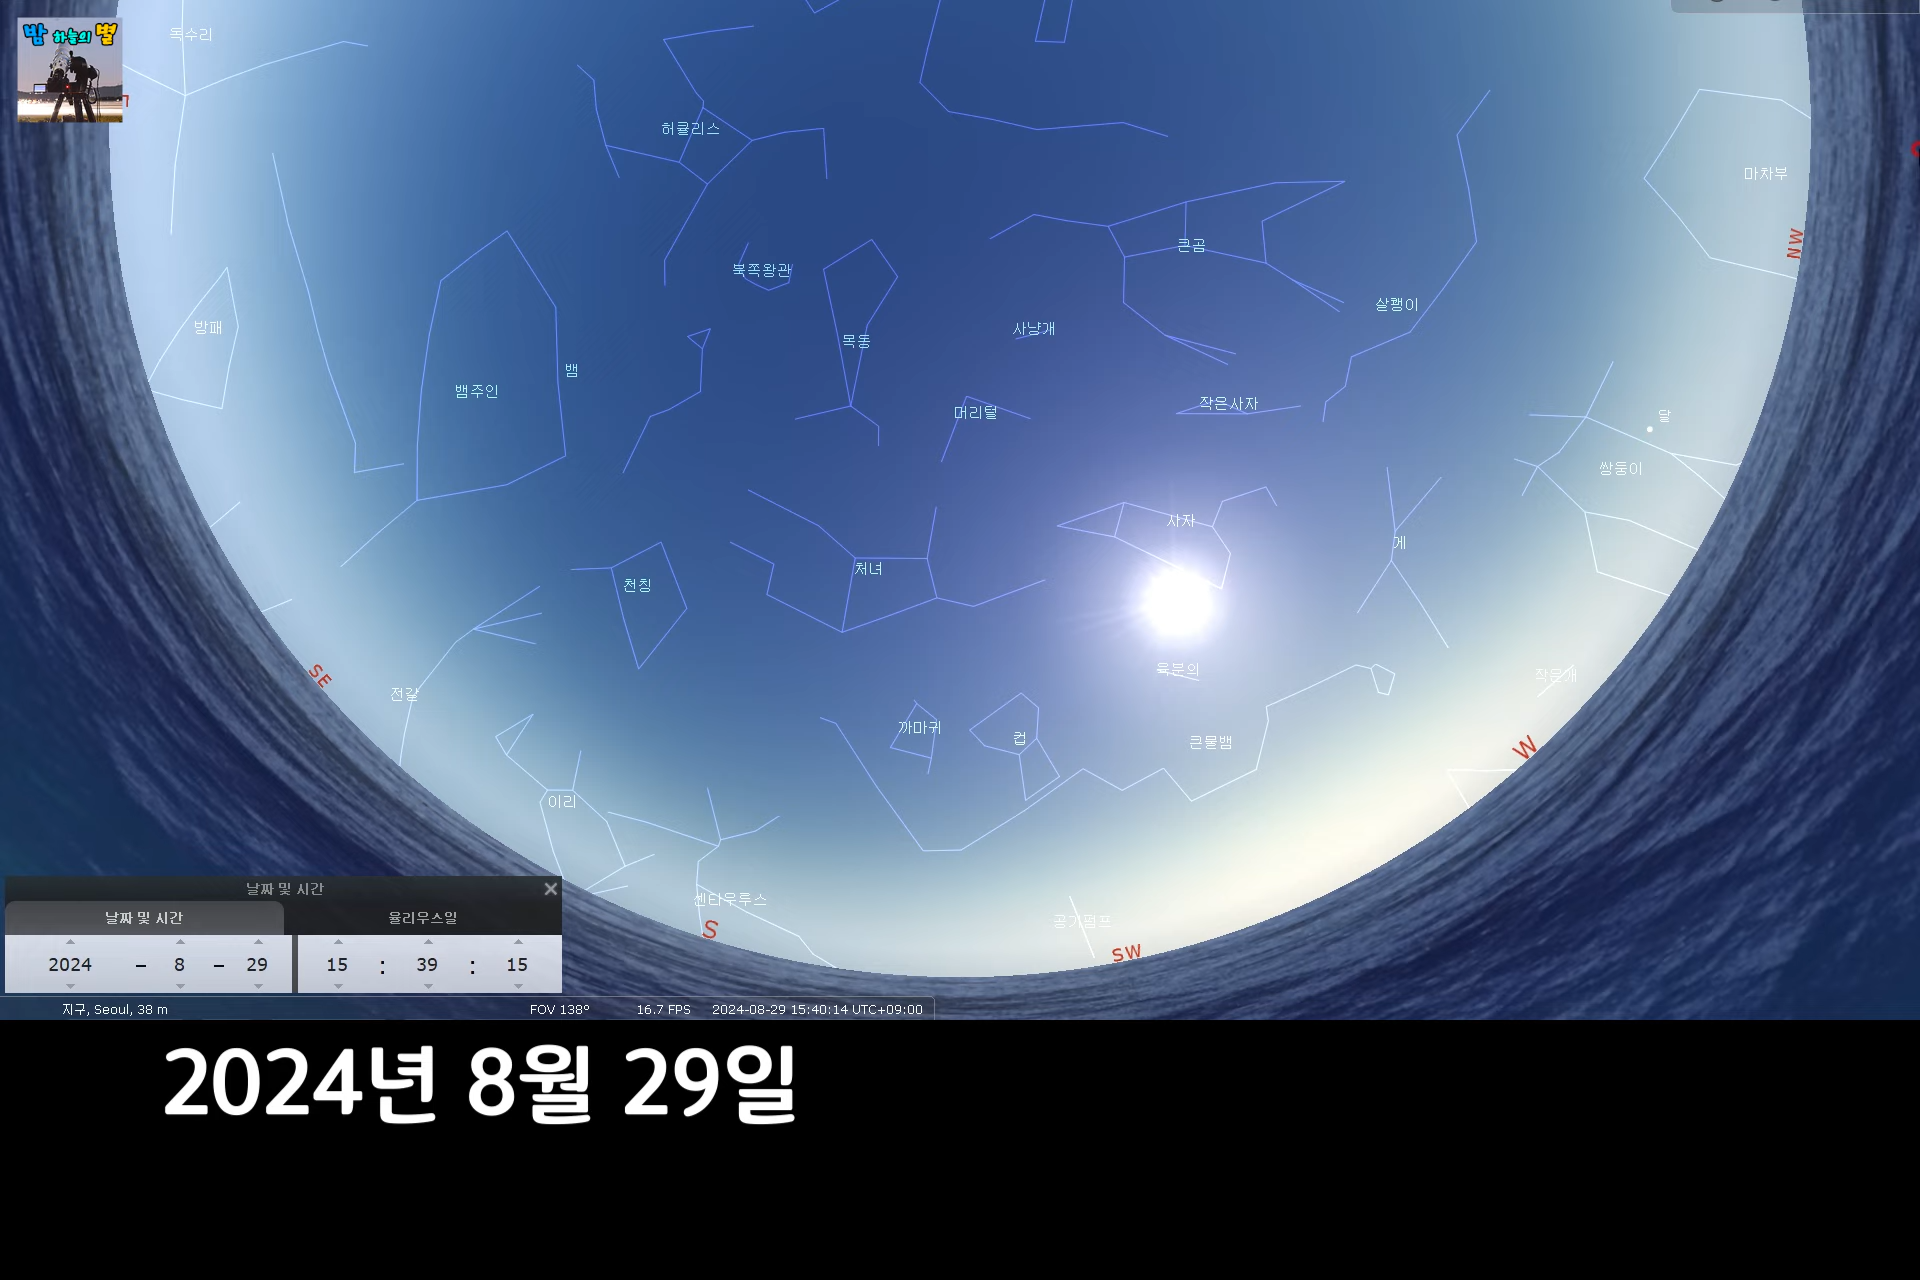 밤 하늘의 별
독수리
허큘리스
마차부
NW
북쪽왕관
큰곰
살쾡이
방패
사냥개
목동
뱀
뱀주인
머리털
작은사자
달
쌍둥이
사자
게
처녀
천칭
SE
전갈
육분의
작은개
까마귀
컵
큰물뱀
W
이리
센타우루스
S
공기펌프
SW
날짜 및 시간
날짜 및 시간 율리우스일
2024 - 8 - 29 15 : 39 : 15
지구, Seoul, 38 m FOV 138° 16.7 FPS 2024-08-29 15:40:14 UTC+09:00
2024년 8월 29일